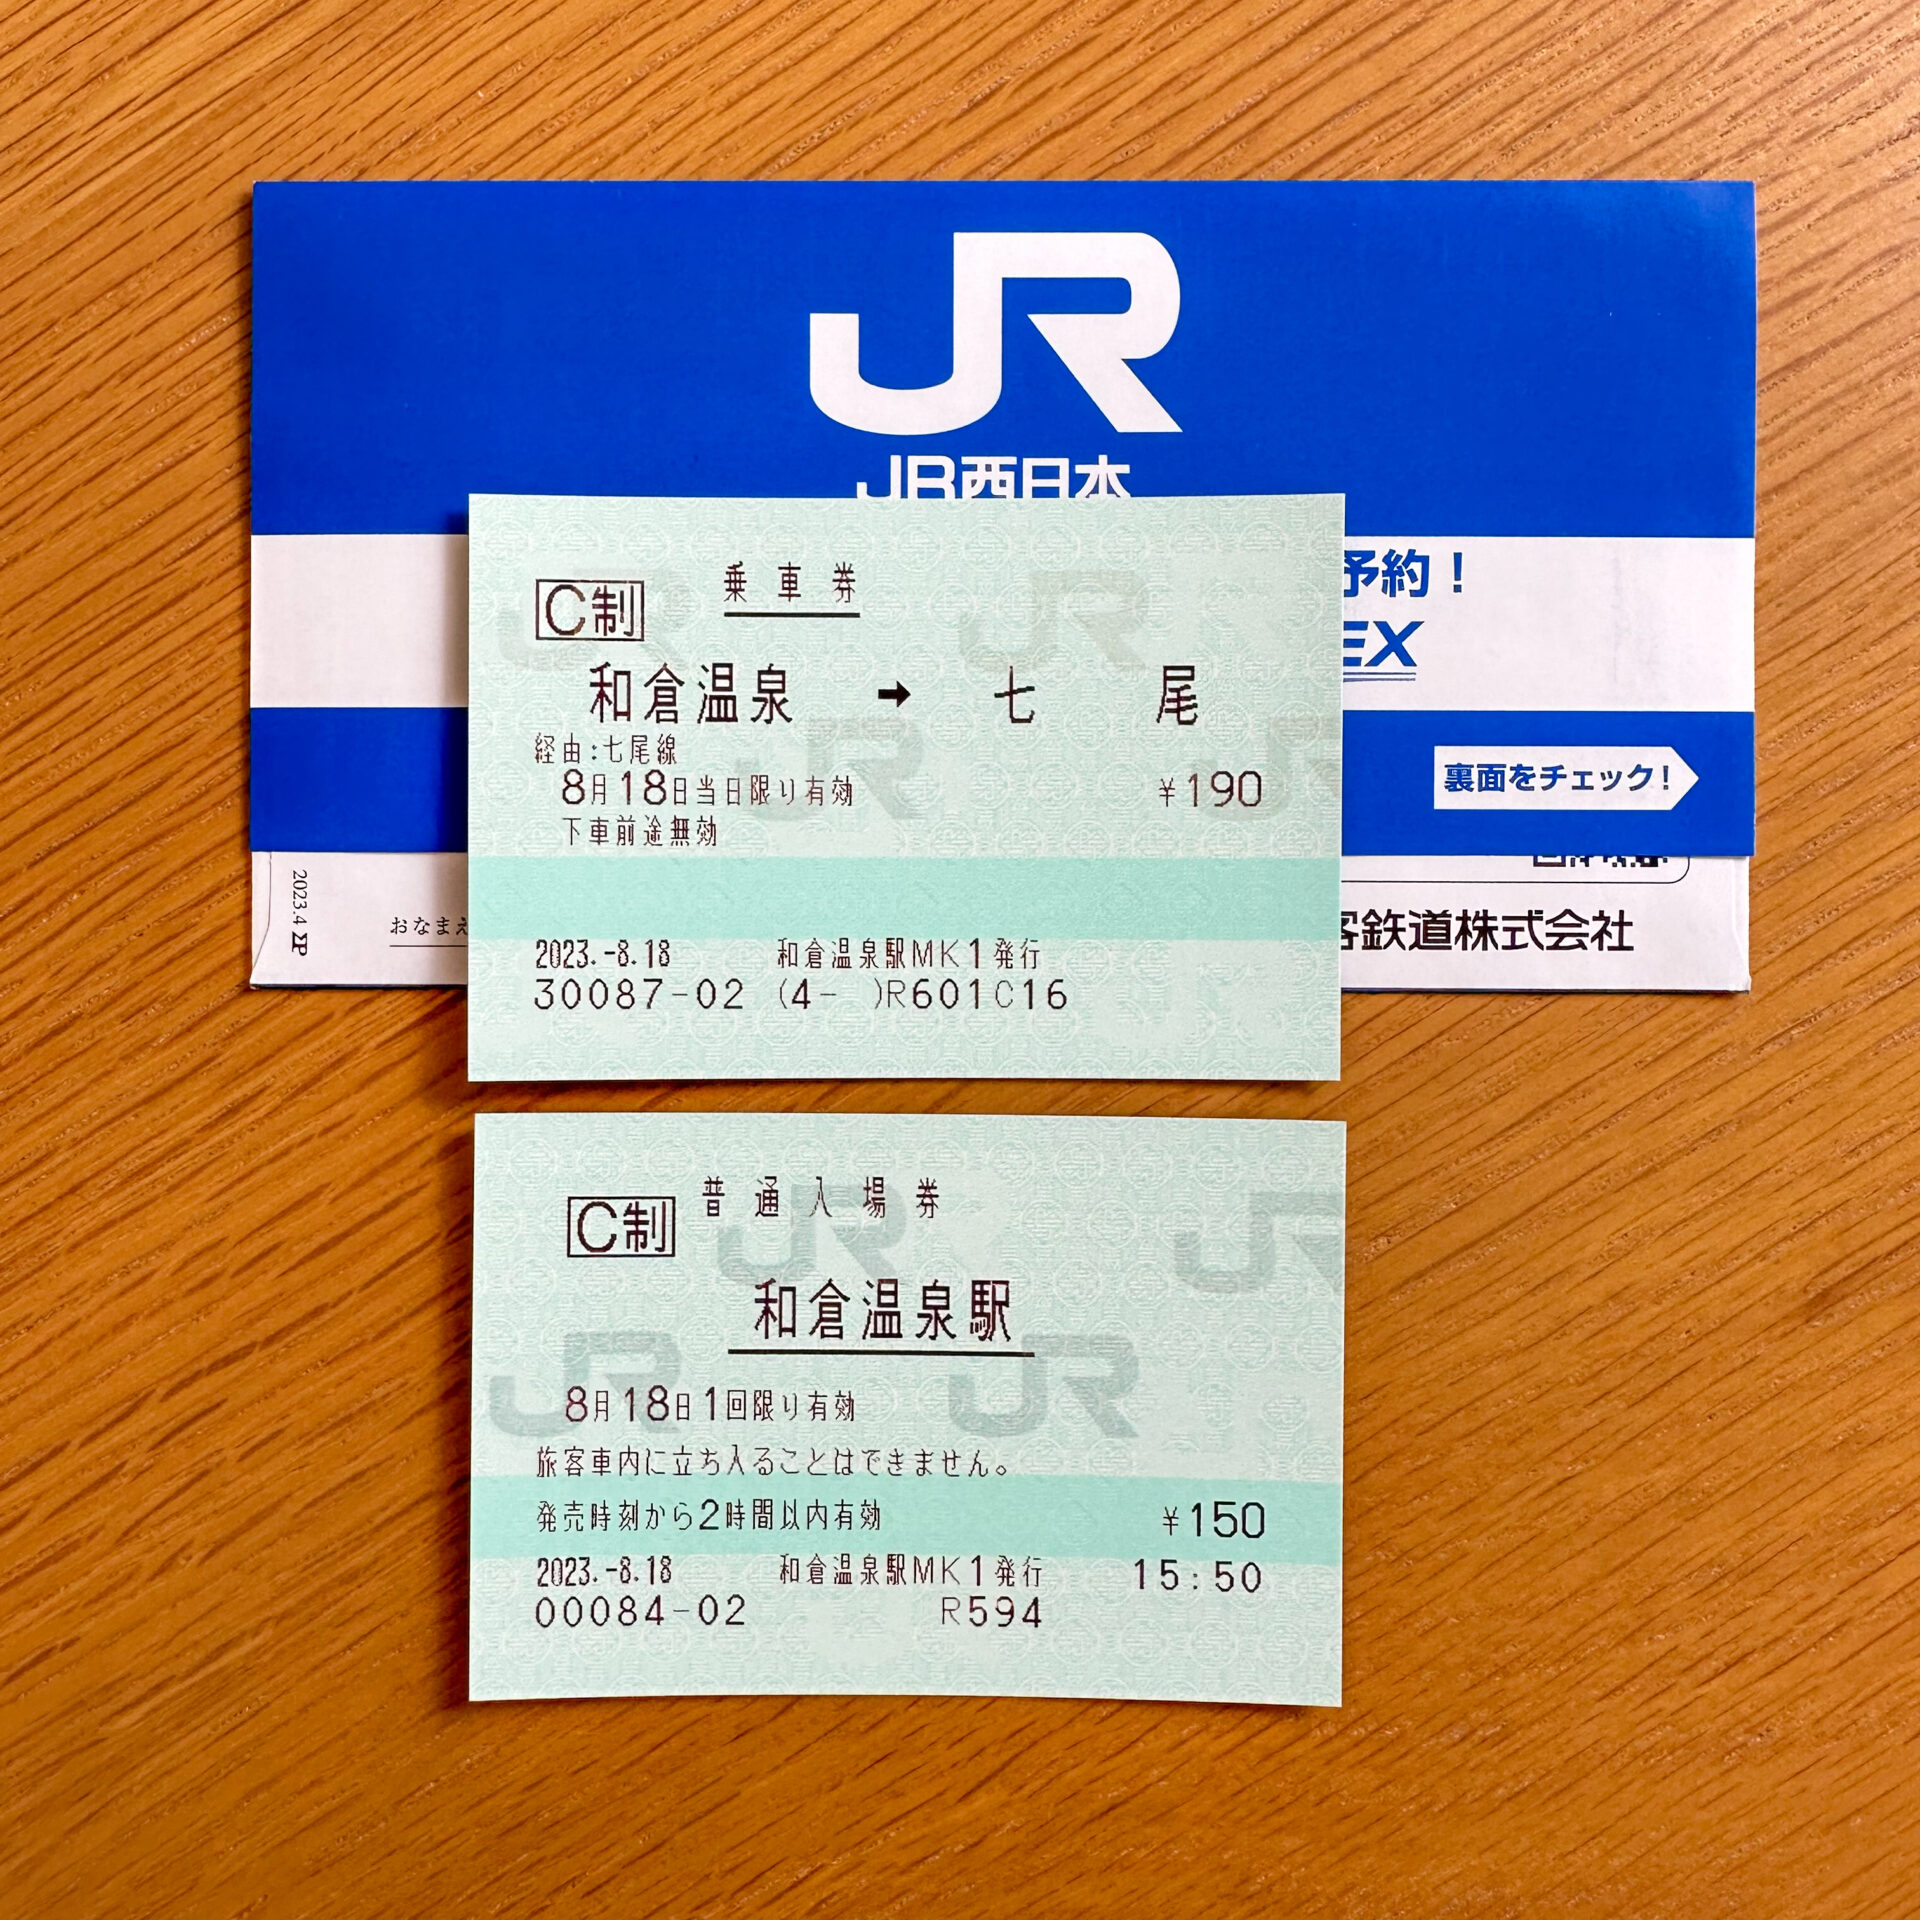 JR
JR西日本
予約！
EX
裏面をチェック！
2023.4
おなまえ
客鉄道株式会社
乗車券
C制
和倉温泉 → 七尾
経由:七尾線
8月18日当日限り有効 ¥190
下車前途無効
2023.-8.18 和倉温泉駅MK1発行
30087-02 (4- )R601C16
普通入場券
C制
和倉温泉駅
8月18日1回限り有効
旅客車内に立ち入ることはできません。
発売時刻から2時間以内有効 ¥150
2023.-8.18 和倉温泉駅MK1発行 15:50
00084-02 R594